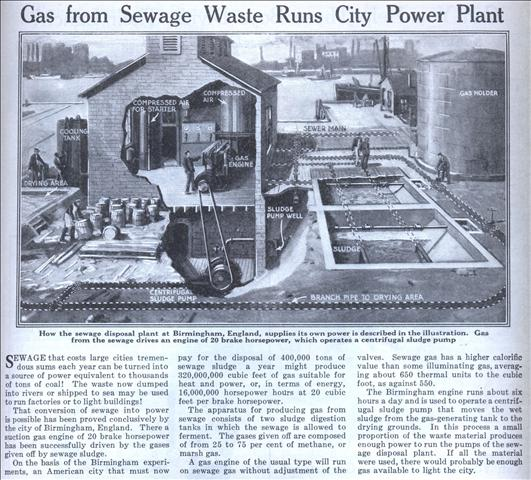 Gas from Sewage Waste Runs City Power Plant
COMPRESSED AIR
FOR STARTER
COMPRESSED
AIR
GAS HOLDER
COOLING
TANK
SEWER MAIN
GAS
ENGINE
DRYING AREA
SLUDGE
PUMP WELL
SLUDGE
CENTRIFUGAL
SLUDGE PUMP
BRANCH PIPE TO DRYING AREA
How the sewage disposal plant at Birmingham, England, supplies its own power is described in the illustration. Gas
from the sewage drives an engine of 20 brake horsepower, which operates a centrifugal sludge pump
SEWAGE that costs large cities tremen-
dous sums each year can be turned into
a source of power equivalent to thousands
of tons of coal! The waste now dumped
into rivers or shipped to sea may be used
to run factories or to light buildings!
That conversion of sewage into power
is possible has been proved conclusively by
the city of Birmingham, England. There a
suction gas engine of 20 brake horsepower
has been successfully driven by the gases
given off by sewage sludge.
On the basis of the Birmingham experi-
ments, an American city that must now
pay for the disposal of 400,000 tons of
sewage sludge a year might produce
320,000,000 cubic feet of gas suitable for
heat and power, or, in terms of energy,
16,000,000 horsepower hours at 20 cubic
feet per brake horsepower.
The apparatus for producing gas from
sewage consists of two sludge digestion
tanks in which the sewage is allowed to
ferment. The gases given off are composed
of from 25 to 75 per cent of methane, or
marsh gas.
A gas engine of the usual type will run
on sewage gas without adjustment of the
valves. Sewage gas has a higher calorific
value than some illuminating gas, averag-
ing about 650 thermal units to the cubic
foot, as against 550.
The Birmingham engine runs about six
hours a day and is used to operate a centrif-
ugal sludge pump that moves the wet
sludge from the gas-generating tank to the
drying grounds. In this process a small
proportion of the waste material produces
enough power to run the pumps of the sew-
age disposal plant. If all the material
were used, there would probably be enough
gas available to light the city.